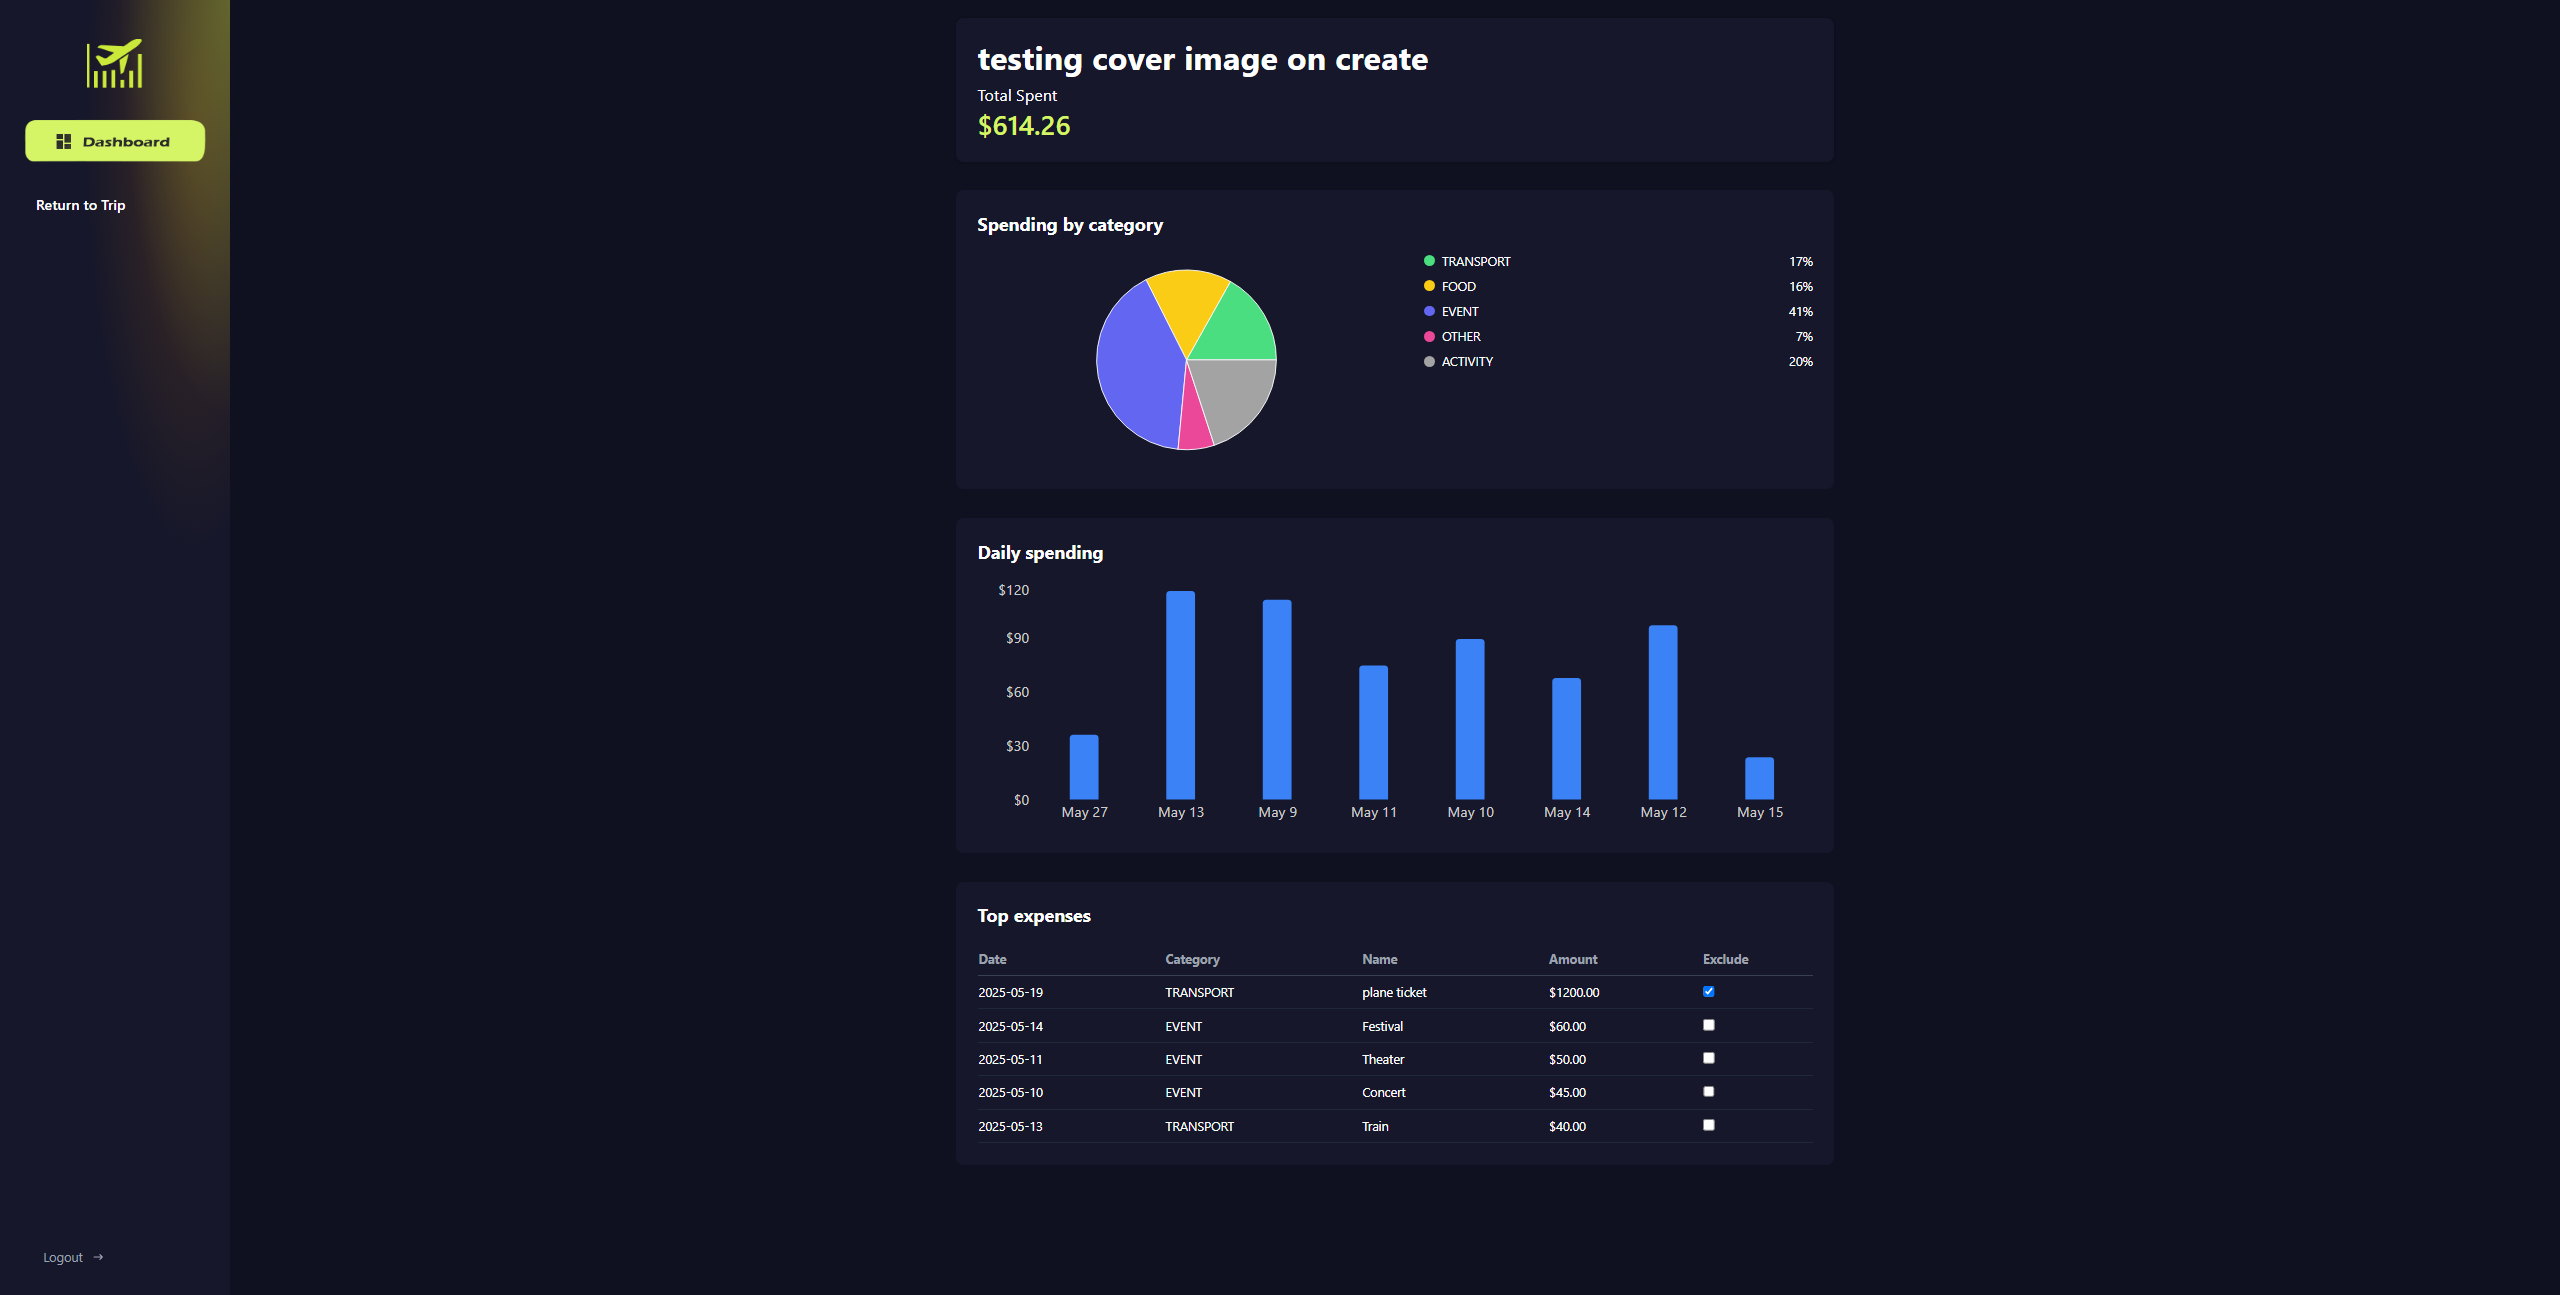 Dashboard
Return to Trip
Logout →
testing cover image on create
Total Spent
$614.26
Spending by category
TRANSPORT 17%
FOOD 16%
EVENT 41%
OTHER 7%
ACTIVITY 20%
Daily spending
$120
$90
$60
$30
$0
May 27 May 13 May 9 May 11 May 10 May 14 May 12 May 15
Top expenses
Date Category Name Amount Exclude
2025-05-19 TRANSPORT plane ticket $1200.00
2025-05-14 EVENT Festival $60.00
2025-05-11 EVENT Theater $50.00
2025-05-10 EVENT Concert $45.00
2025-05-13 TRANSPORT Train $40.00